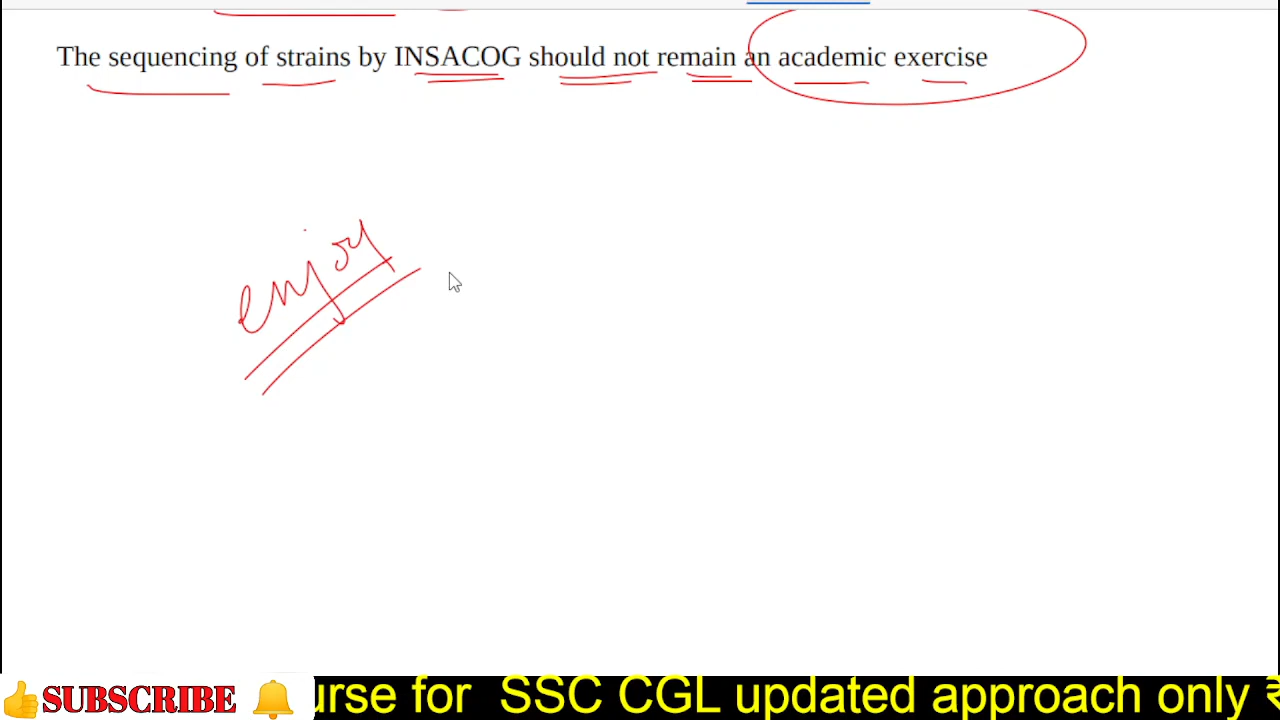 The sequencing of strains by INSACOG should not remain an academic exercise
enjoy
SUBSCRIBE
urse for SSC CGL updated approach only ₹